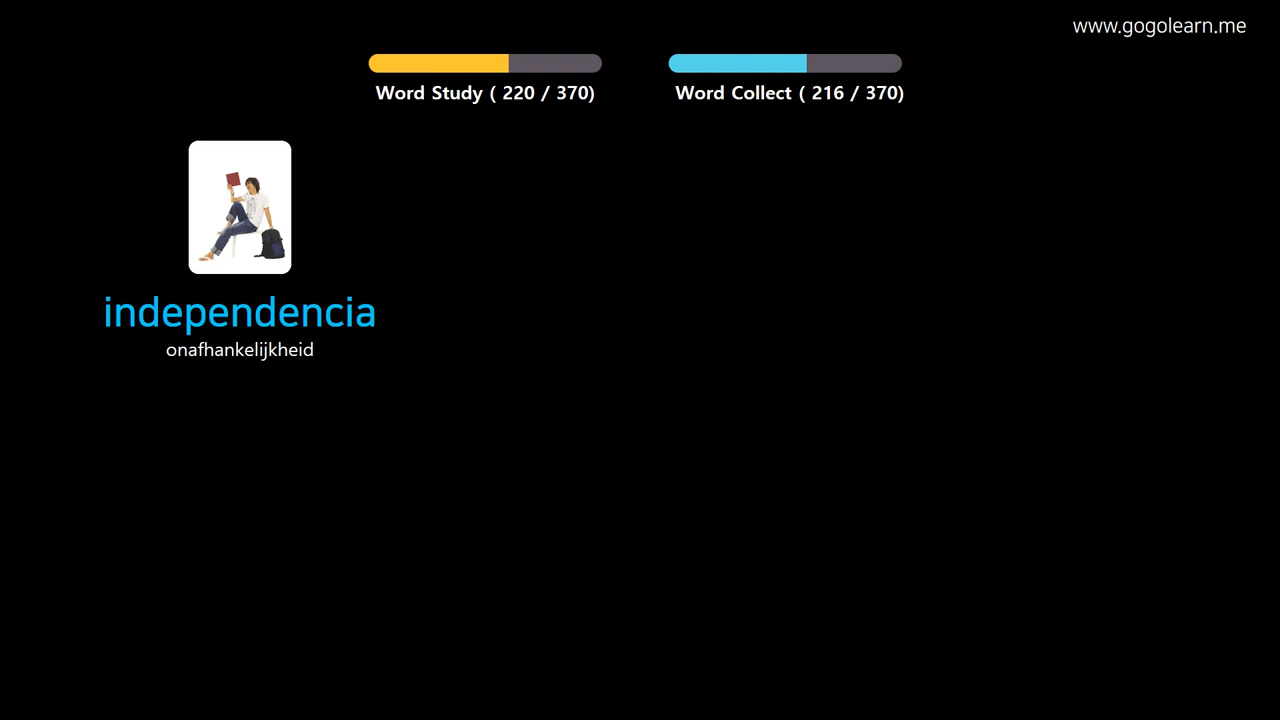 www.gogolearn.me
Word Study ( 220 / 370)
Word Collect ( 216 / 370)
independencia
onafhankelijkheid